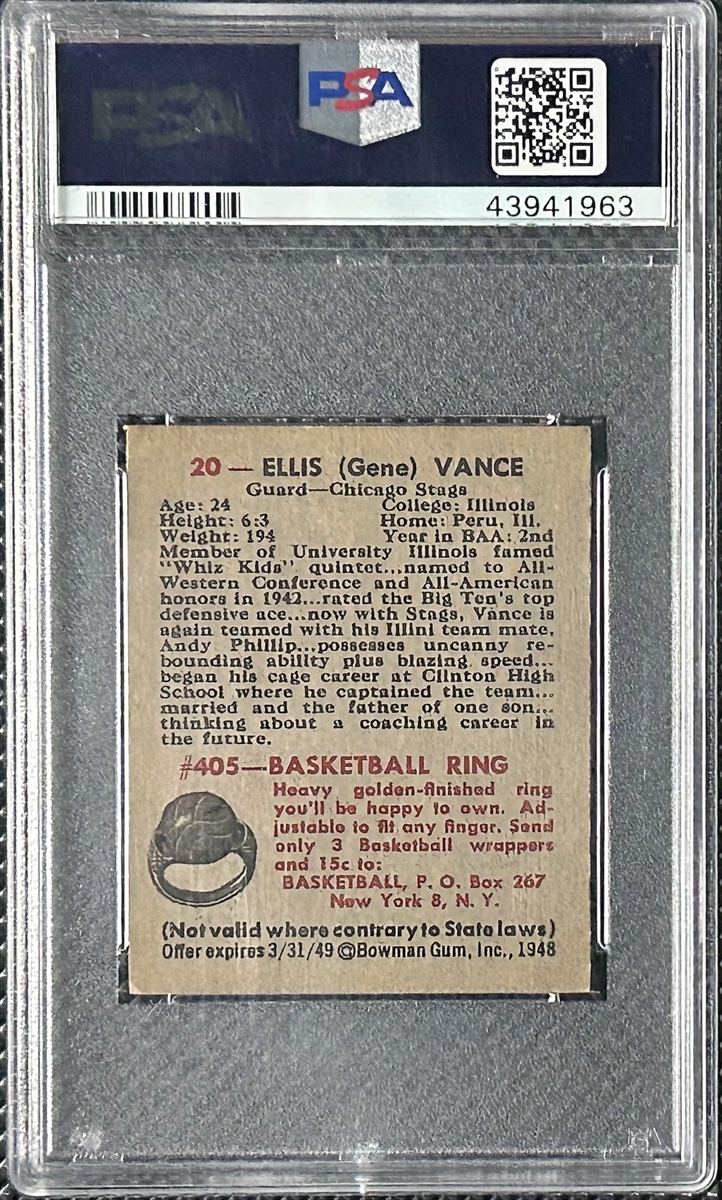 PSA
PSA
43941963
20 — ELLIS (Gene) VANCE
Guard—Chicago Stags
Age: 24 College: Illinois
Height: 6:3 Home: Peru, Ill.
Weight: 194 Year in BAA: 2nd
Member of University Illinois famed
"Whiz Kids" quintet...named to All-
Western Conference and All-American
honors in 1942...rated the Big Ten's top
defensive ace...now with Stags, Vance is
again teamed with his Illini team mate,
Andy Phillip...possesses uncanny re-
bounding ability plus blazing speed...
began his cage career at Clinton High
School where he captained the team...
married and the father of one son...
thinking about a coaching career in
the future.
#405—BASKETBALL RING
Heavy golden-finished ring
you'll be happy to own. Ad-
justable to fit any finger. Send
only 3 Basketball wrappers
and 15c to:
BASKETBALL, P. O. Box 267
New York 8, N. Y.
(Not valid where contrary to State laws)
Offer expires 3/31/49 ©Bowman Gum, Inc., 1948